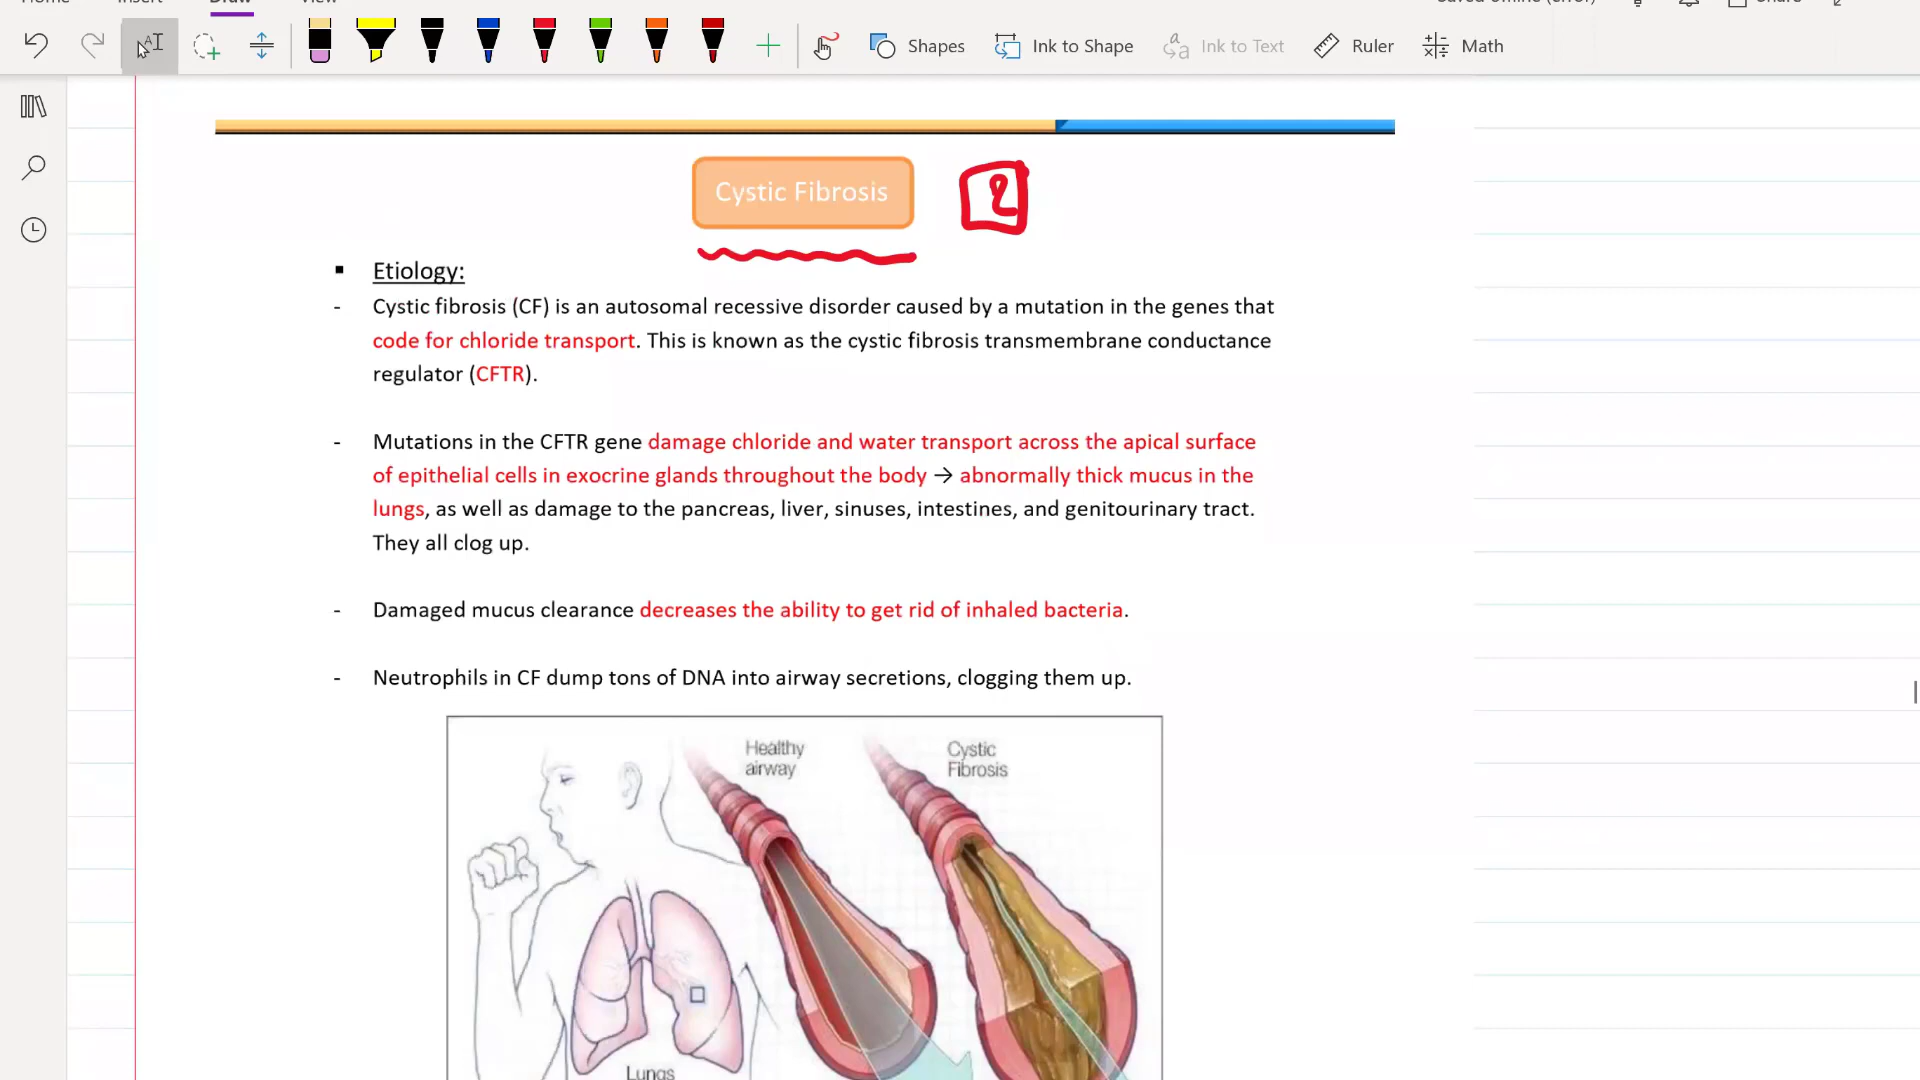 Home Insert Draw View
Shapes Ink to Shape Ink to Text Ruler Math
Cystic Fibrosis 2
▪ Etiology:
- Cystic fibrosis (CF) is an autosomal recessive disorder caused by a mutation in the genes that
code for chloride transport. This is known as the cystic fibrosis transmembrane conductance
regulator (CFTR).
- Mutations in the CFTR gene damage chloride and water transport across the apical surface
of epithelial cells in exocrine glands throughout the body → abnormally thick mucus in the
lungs, as well as damage to the pancreas, liver, sinuses, intestines, and genitourinary tract.
They all clog up.
- Damaged mucus clearance decreases the ability to get rid of inhaled bacteria.
- Neutrophils in CF dump tons of DNA into airway secretions, clogging them up.
Healthy
airway
Cystic
Fibrosis
Lungs